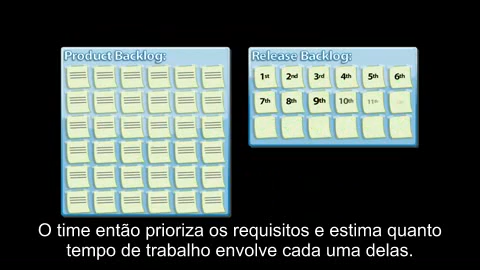 Product Backlog:
Release Backlog:
1st 2nd 3rd 4th 5th 6th
7th 8th 9th 10th 11th
O time então prioriza os requisitos e estima quanto
tempo de trabalho envolve cada uma delas.